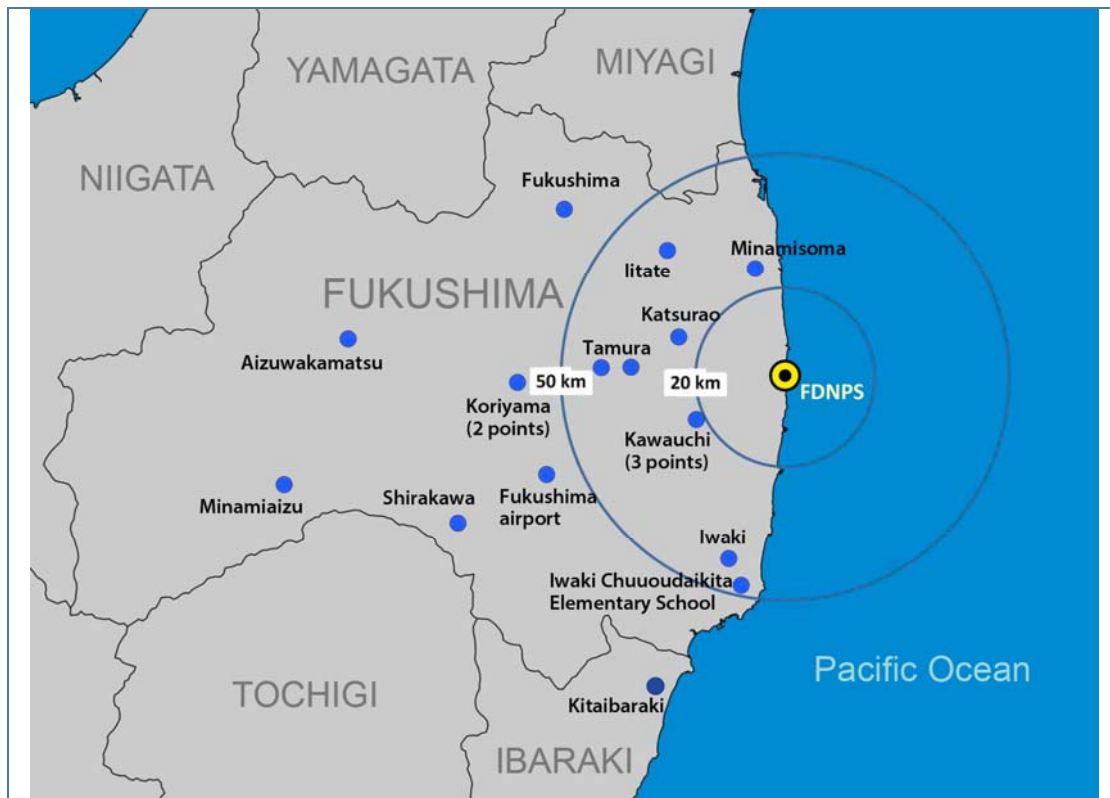 MIYAGI
YAMAGATA
NIIGATA
Fukushima
Minamisoma
Iitate
FUKUSHIMA
Katsurao
Tamura
Aizuwakamatsu
50 km
20 km
FDNPS
Koriyama
(2 points)
Kawauchi
(3 points)
Minamiaizu
Shirakawa
Fukushima
airport
Iwaki
Iwaki Chuuoudaikita
Elementary School
Pacific Ocean
TOCHIGI
Kitaibaraki
IBARAKI